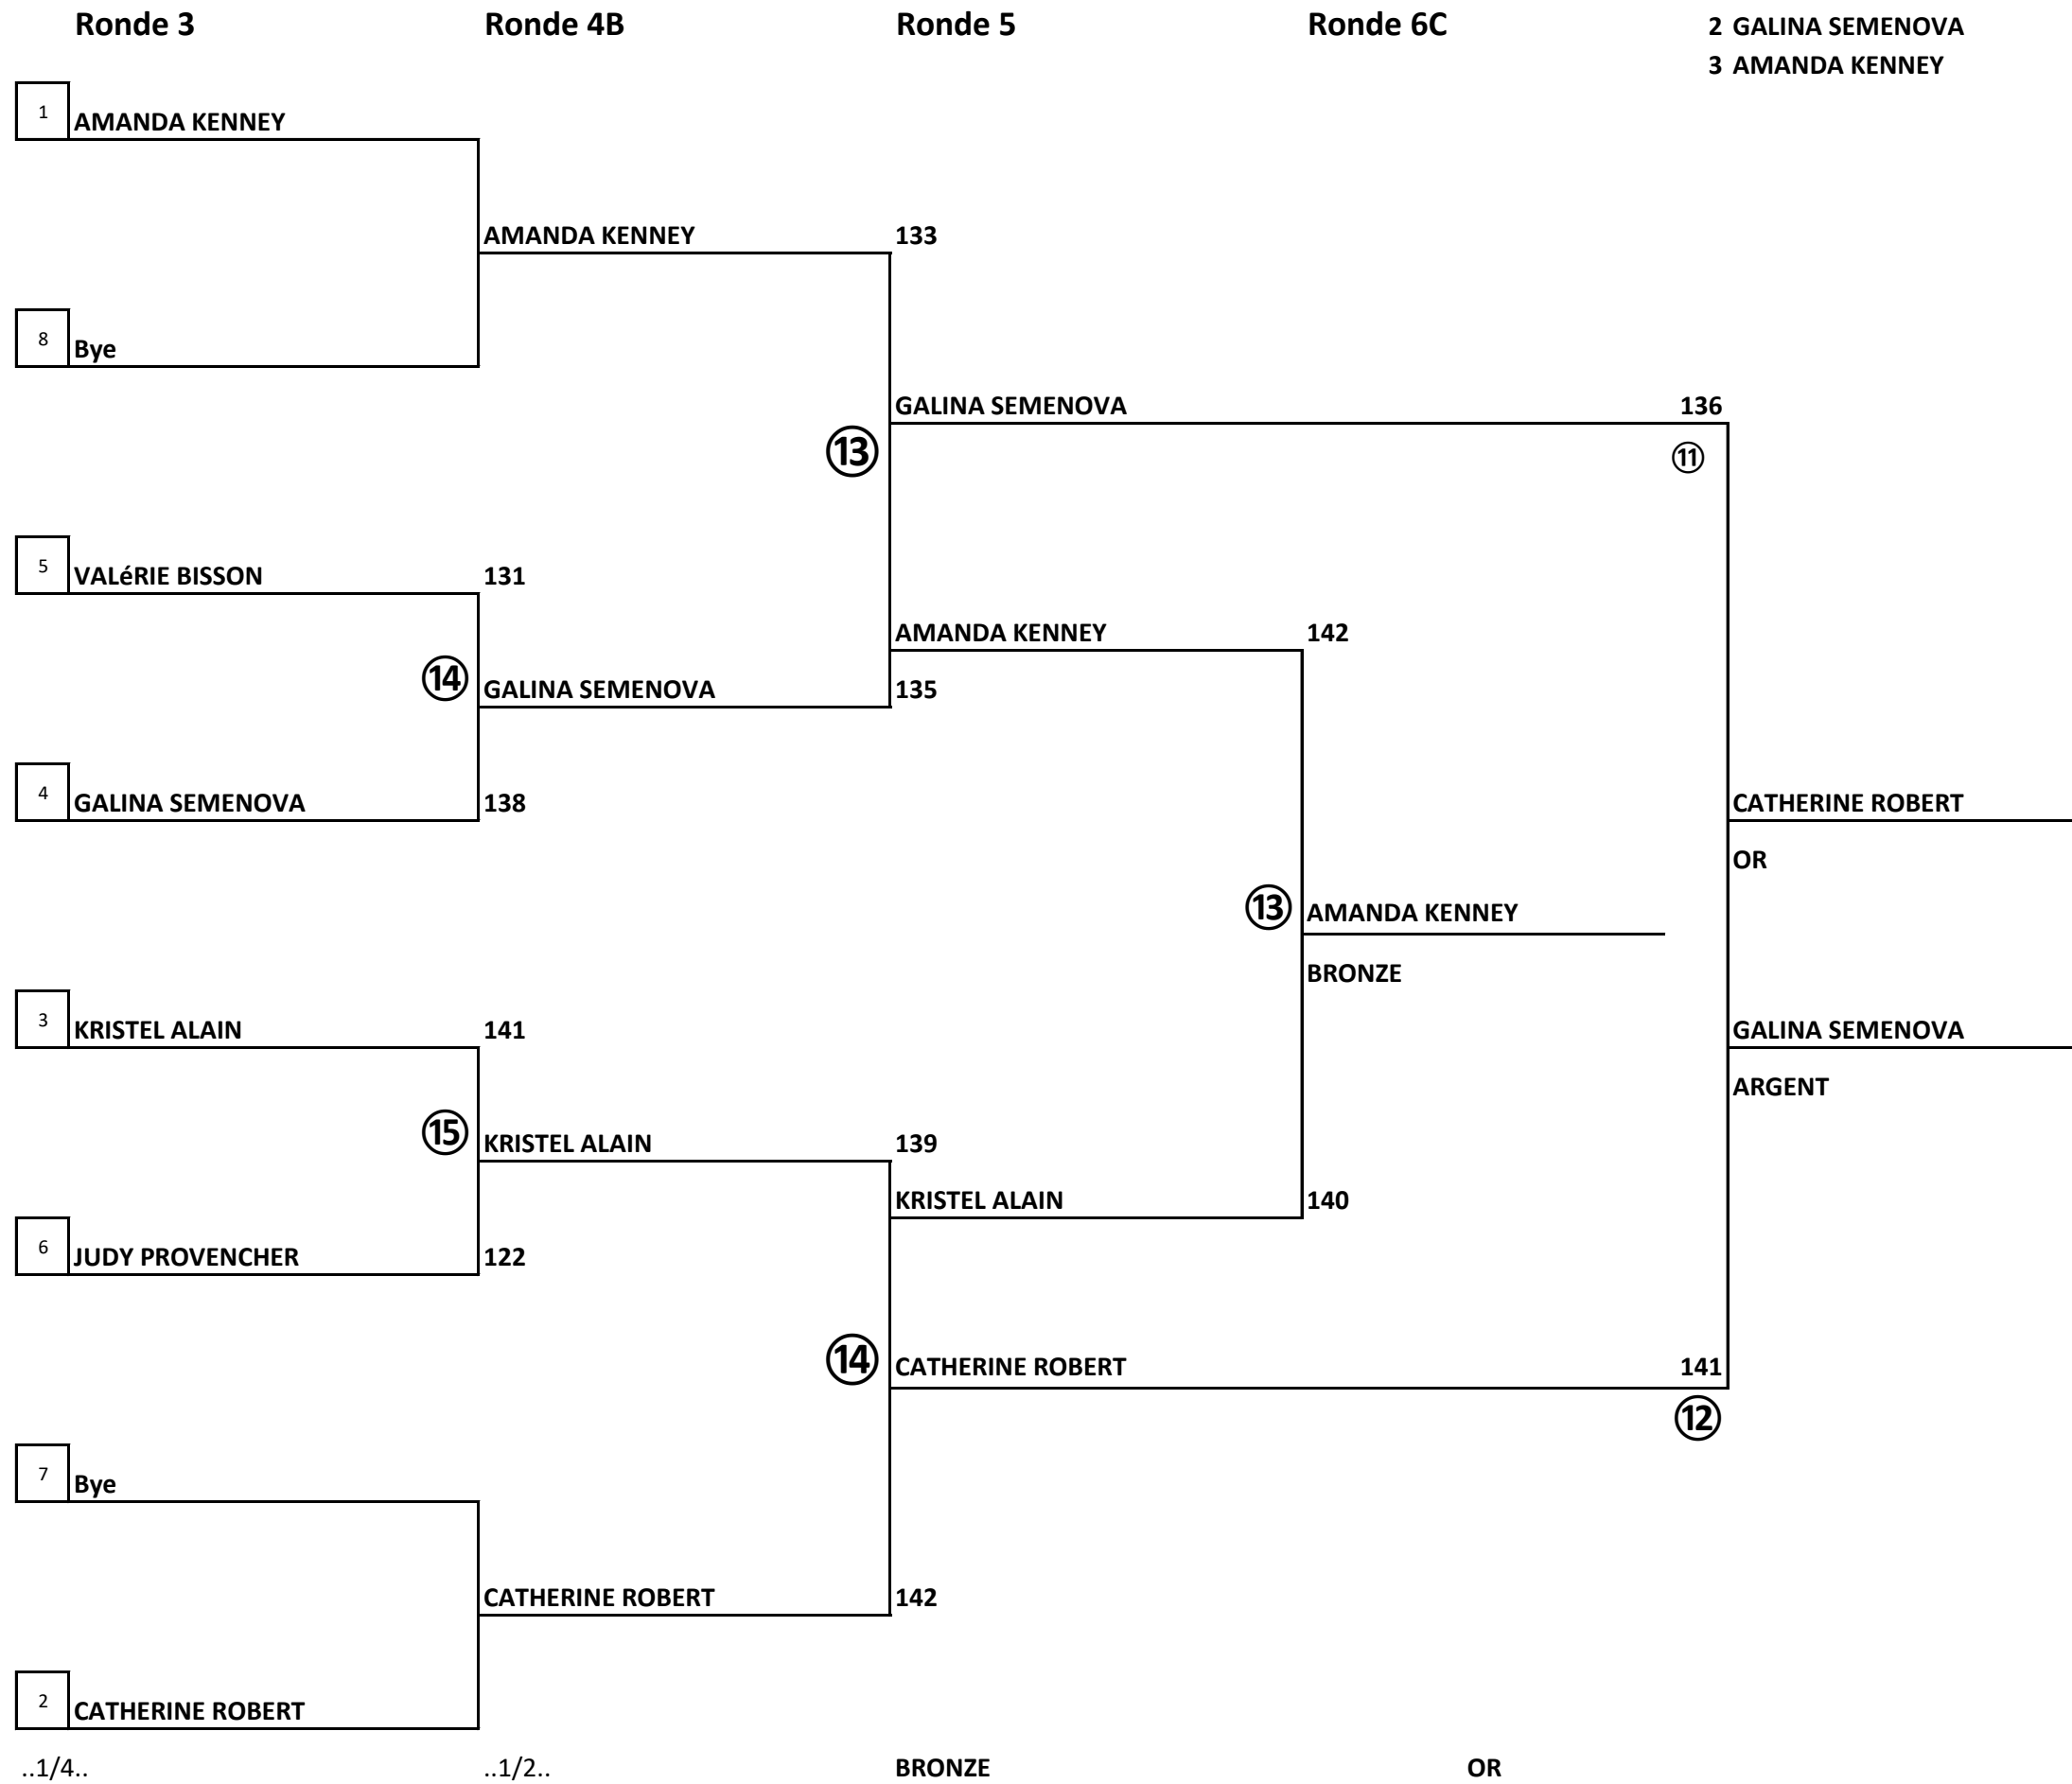 Ronde 3 Ronde 4B Ronde 5 Ronde 6C 2 GALINA SEMENOVA
3 AMANDA KENNEY
1 AMANDA KENNEY
AMANDA KENNEY 133
8 Bye
GALINA SEMENOVA 136
⑬ ⑪
5 VALéRIE BISSON 131
AMANDA KENNEY 142
⑭ GALINA SEMENOVA 135
4 GALINA SEMENOVA 138 CATHERINE ROBERT
OR
⑬ AMANDA KENNEY
BRONZE
3 KRISTEL ALAIN 141 GALINA SEMENOVA
ARGENT
⑮ KRISTEL ALAIN 139
KRISTEL ALAIN 140
6 JUDY PROVENCHER 122
⑭ CATHERINE ROBERT 141
⑫
7 Bye
CATHERINE ROBERT 142
2 CATHERINE ROBERT
..1/4.. ..1/2.. BRONZE OR